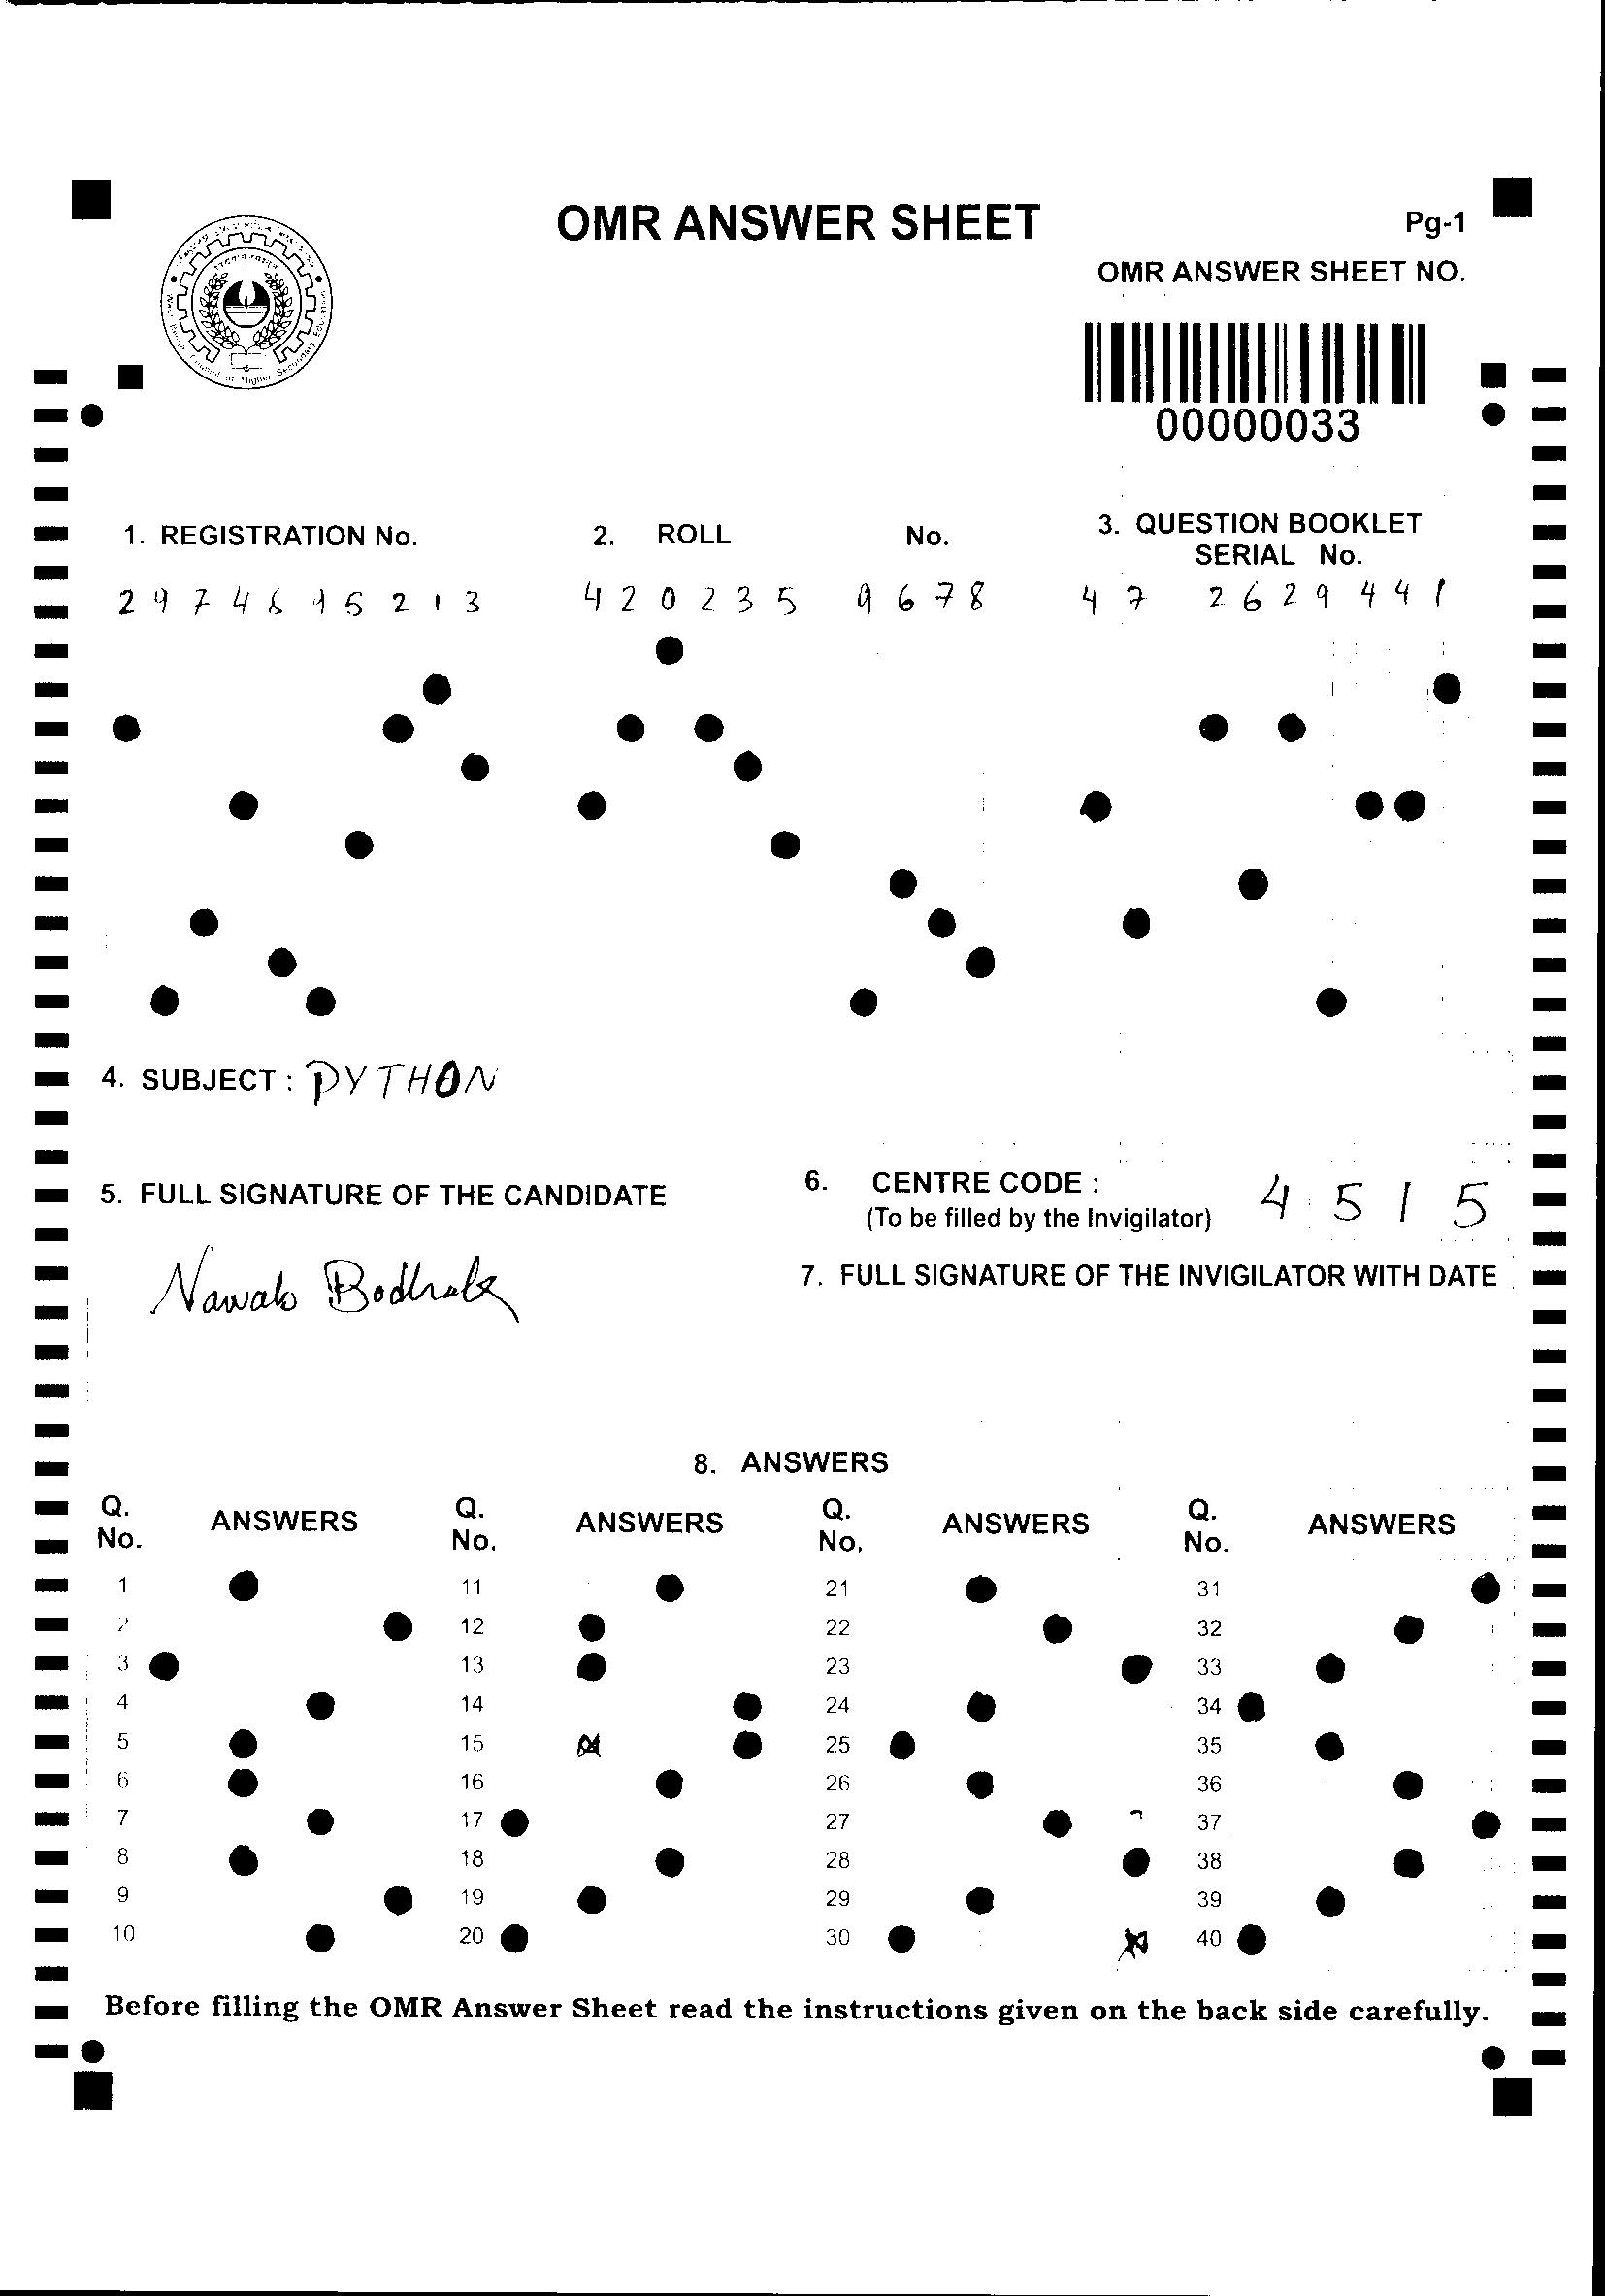 OMR ANSWER SHEET
Pg-1
OMR ANSWER SHEET NO.
00000033
1. REGISTRATION No. 2. ROLL No. 3. QUESTION BOOKLET
SERIAL No.
2 9 7 4 8 9 5 2 1 3 4 2 0 2 3 5 9 6 7 8 4 7 2 6 2 9 4 4 1
4. SUBJECT : PYTHON
5. FULL SIGNATURE OF THE CANDIDATE 6. CENTRE CODE : 4 5 1 5
(To be filled by the Invigilator)
7. FULL SIGNATURE OF THE INVIGILATOR WITH DATE
8. ANSWERS
Q. No. ANSWERS Q. No. ANSWERS Q. No. ANSWERS Q. No. ANSWERS
1 11 21 31
2 12 22 32
3 13 23 33
4 14 24 34
5 15 25 35
6 16 26 36
7 17 27 37
8 18 28 38
9 19 29 39
10 20 30 40
Before filling the OMR Answer Sheet read the instructions given on the back side carefully.